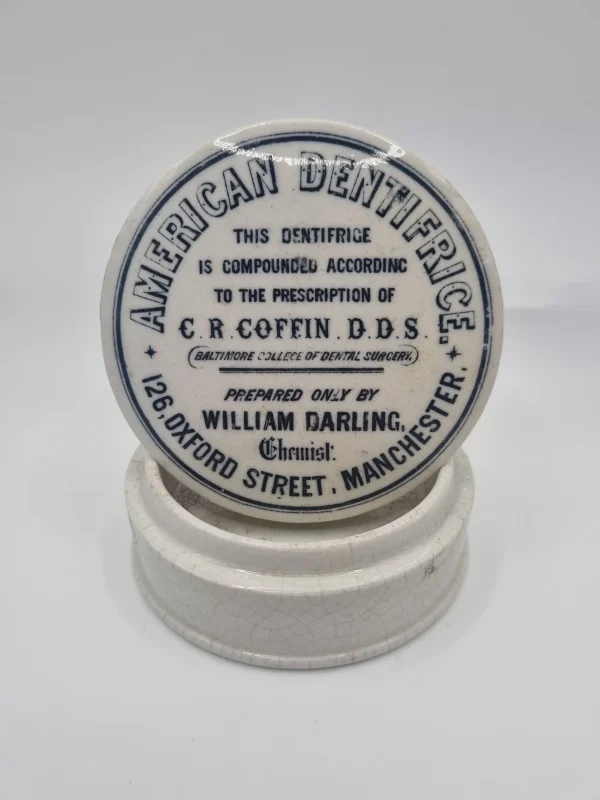 AMERICAN DENTIFRICE.
THIS DENTIFRICE
IS COMPOUNDED ACCORDING
TO THE PRESCRIPTION OF
C.R.COFFIN.D.D.S.
(BALTIMORE COLLEGE OF DENTAL SURGERY.)
PREPARED ONLY BY
WILLIAM DARLING,
Chemist.
126, OXFORD STREET, MANCHESTER.